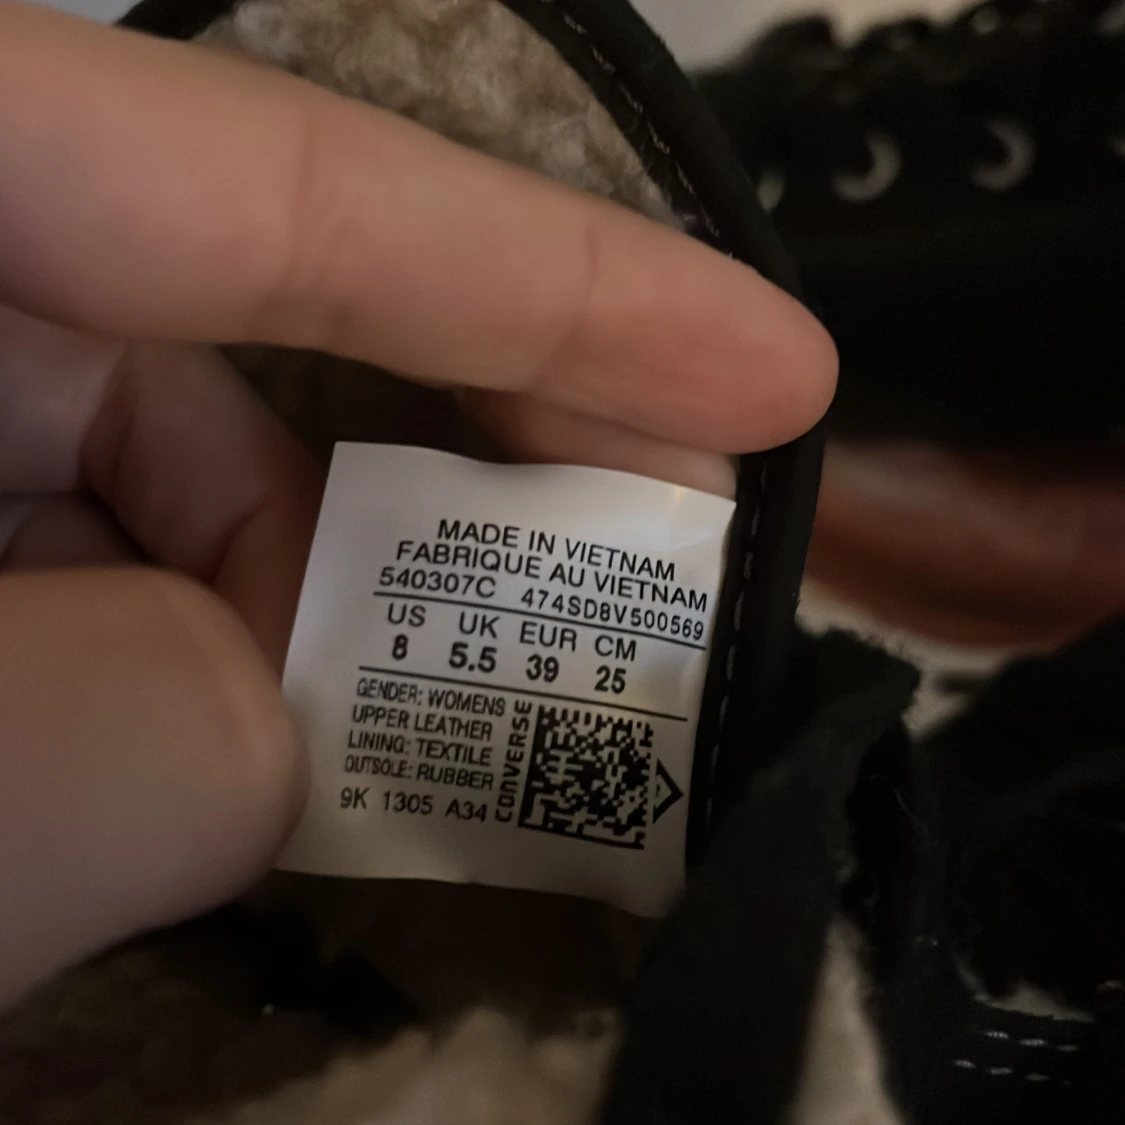 MADE IN VIETNAM
FABRIQUE AU VIETNAM
540307C 474SD8V500569
US UK EUR CM
8 5.5 39 25
GENDER: WOMENS
UPPER LEATHER
LINING: TEXTILE
OUTSOLE: RUBBER
9K 1305 A34
CONVERSE